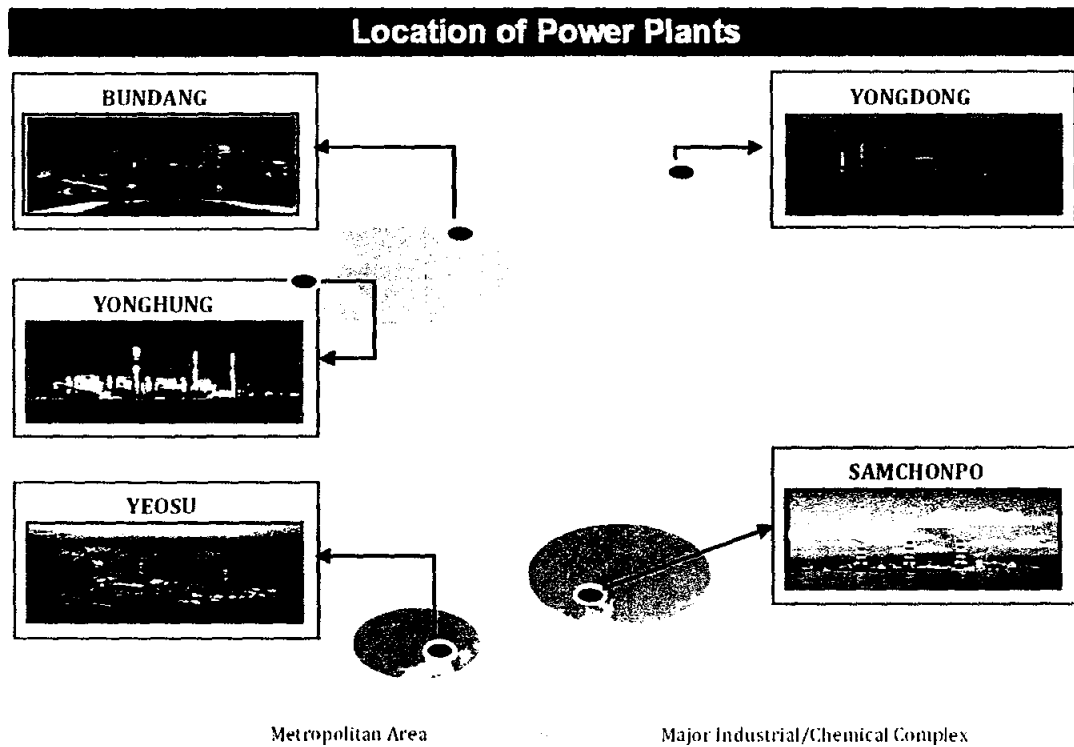 Location of Power Plants
BUNDANG
YONGDONG
YONGHUNG
YEOSU
SAMCHONPO
Metropolitan Area
Major Industrial/Chemical Complex